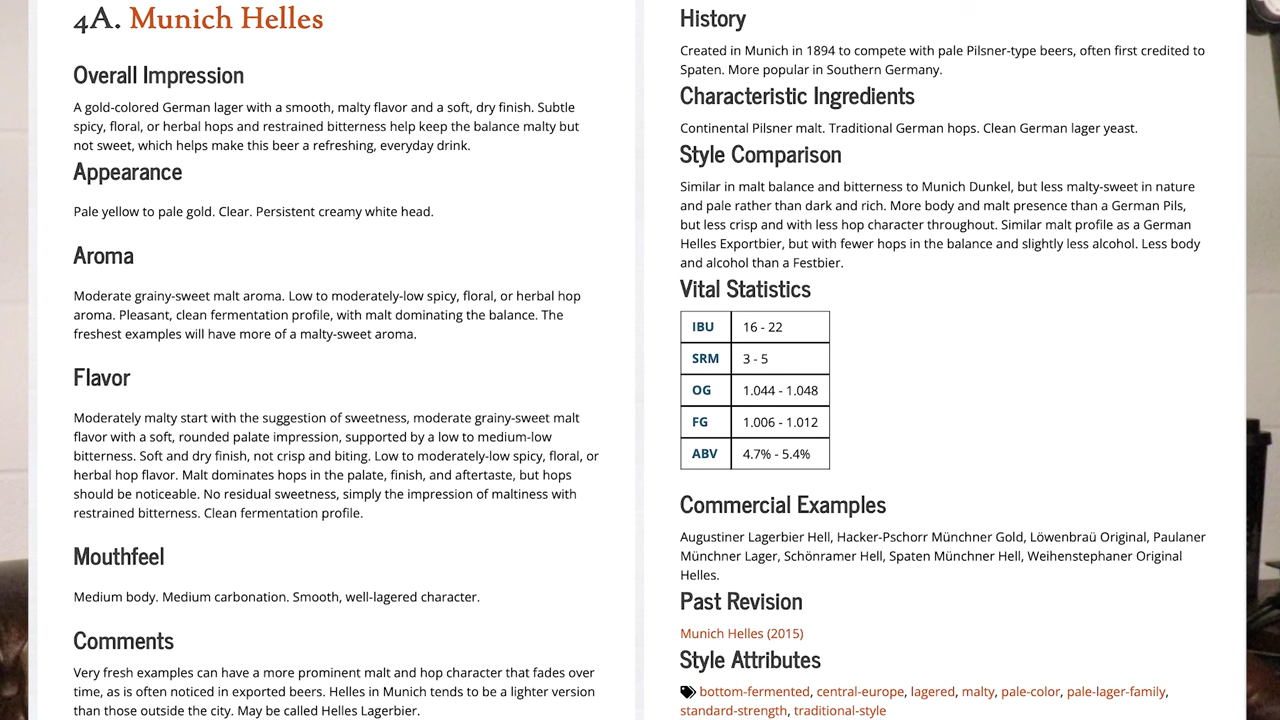 4A. Munich Helles
Overall Impression
A gold-colored German lager with a smooth, malty flavor and a soft, dry finish. Subtle
spicy, floral, or herbal hops and restrained bitterness help keep the balance malty but
not sweet, which helps make this beer a refreshing, everyday drink.
Appearance
Pale yellow to pale gold. Clear. Persistent creamy white head.
Aroma
Moderate grainy-sweet malt aroma. Low to moderately-low spicy, floral, or herbal hop
aroma. Pleasant, clean fermentation profile, with malt dominating the balance. The
freshest examples will have more of a malty-sweet aroma.
Flavor
Moderately malty start with the suggestion of sweetness, moderate grainy-sweet malt
flavor with a soft, rounded palate impression, supported by a low to medium-low
bitterness. Soft and dry finish, not crisp and biting. Low to moderately-low spicy, floral, or
herbal hop flavor. Malt dominates hops in the palate, finish, and aftertaste, but hops
should be noticeable. No residual sweetness, simply the impression of maltiness with
restrained bitterness. Clean fermentation profile.
Mouthfeel
Medium body. Medium carbonation. Smooth, well-lagered character.
Comments
Very fresh examples can have a more prominent malt and hop character that fades over
time, as is often noticed in exported beers. Helles in Munich tends to be a lighter version
than those outside the city. May be called Helles Lagerbier.
History
Created in Munich in 1894 to compete with pale Pilsner-type beers, often first credited to
Spaten. More popular in Southern Germany.
Characteristic Ingredients
Continental Pilsner malt. Traditional German hops. Clean German lager yeast.
Style Comparison
Similar in malt balance and bitterness to Munich Dunkel, but less malty-sweet in nature
and pale rather than dark and rich. More body and malt presence than a German Pils,
but less crisp and with less hop character throughout. Similar malt profile as a German
Helles Exportbier, but with fewer hops in the balance and slightly less alcohol. Less body
and alcohol than a Festbier.
Vital Statistics
IBU 16 - 22
SRM 3 - 5
OG 1.044 - 1.048
FG 1.006 - 1.012
ABV 4.7% - 5.4%
Commercial Examples
Augustiner Lagerbier Hell, Hacker-Pschorr Münchner Gold, Löwenbraü Original, Paulaner
Münchner Lager, Schönramer Hell, Spaten Münchner Hell, Weihenstephaner Original
Helles.
Past Revision
Munich Helles (2015)
Style Attributes
bottom-fermented, central-europe, lagered, malty, pale-color, pale-lager-family,
standard-strength, traditional-style